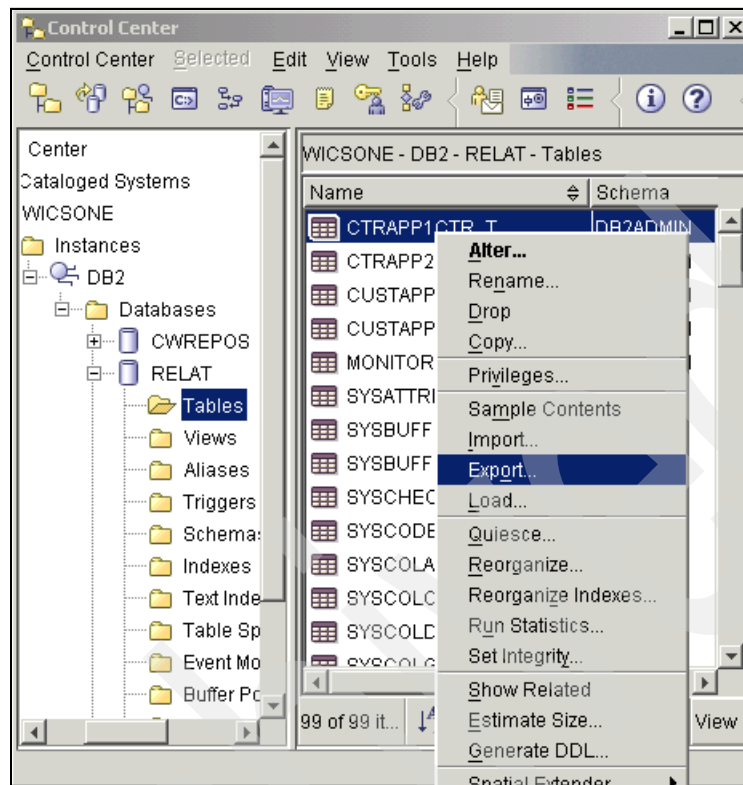 Control Center
Control Center Selected Edit View Tools Help
Center
Cataloged Systems
WICSONE
Instances
DB2
Databases
CWREPOS
RELAT
Tables
Views
Aliases
Triggers
Schemas
Indexes
Text Inde
Table Sp
Event Mo
Buffer Po
WICSONE - DB2 - RELAT - Tables
Name Schema
CTRAPP1CTR_T DB2ADMIN
CTRAPP2
CUSTAPP
CUSTAPP
MONITOR
SYSATTRI
SYSBUFF
SYSBUFF
SYSCHEC
SYSCODE
SYSCOLA
SYSCOLC
SYSCOLD
SYSCOLG
99 of 99 it... View
Alter...
Rename...
Drop
Copy...
Privileges...
Sample Contents
Import...
Export...
Load...
Quiesce...
Reorganize...
Reorganize Indexes...
Run Statistics...
Set Integrity...
Show Related
Estimate Size...
Generate DDL...
Spatial Extender